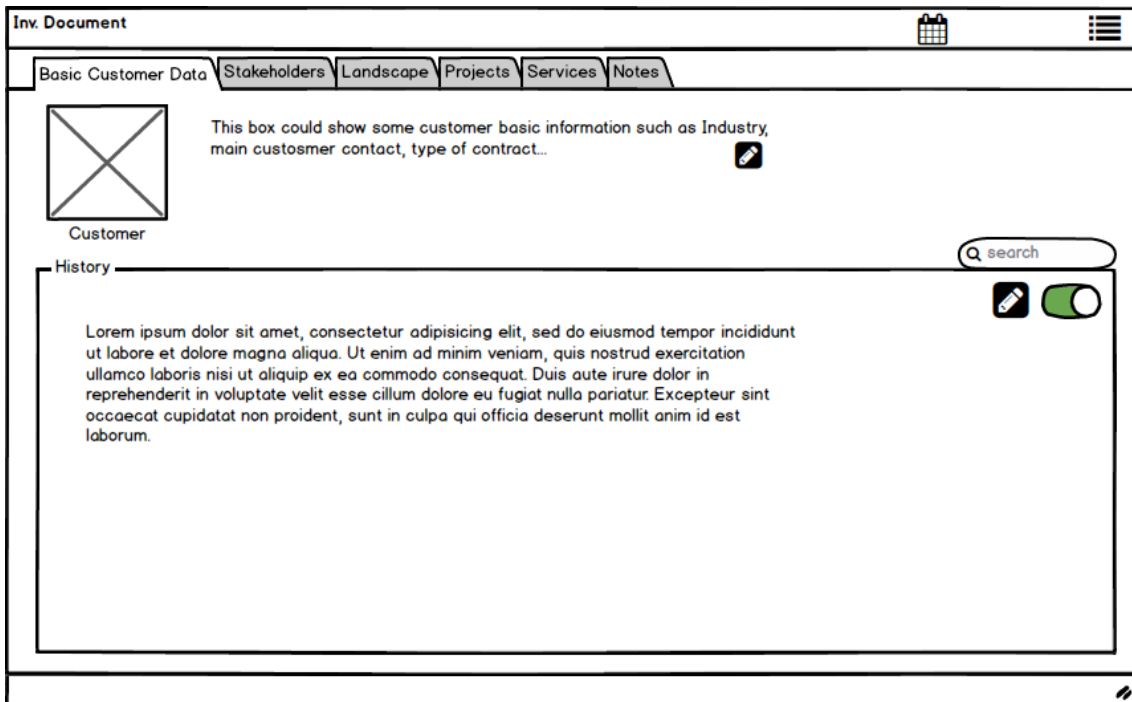 Inv. Document
Basic Customer Data
Stakeholders
Landscape
Projects
Services
Notes
This box could show some customer basic information such as Industry,
main custosmer contact, type of contract...
Customer
search
History
Lorem ipsum dolor sit amet, consectetur adipisicing elit, sed do eiusmod tempor incididunt
ut labore et dolore magna aliqua. Ut enim ad minim veniam, quis nostrud exercitation
ullamco laboris nisi ut aliquip ex ea commodo consequat. Duis aute irure dolor in
reprehenderit in voluptate velit esse cillum dolore eu fugiat nulla pariatur. Excepteur sint
occaecat cupidatat non proident, sunt in culpa qui officia deserunt mollit anim id est
laborum.